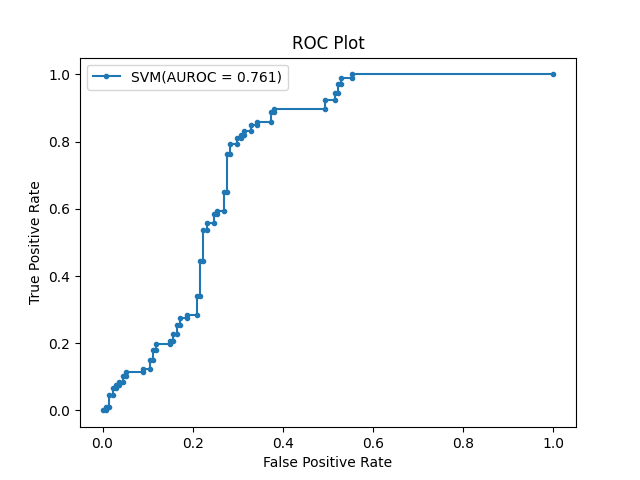 ROC Plot
SVM(AUROC = 0.761)
True Positive Rate
1.0
0.8
0.6
0.4
0.2
0.0
0.0 0.2 0.4 0.6 0.8 1.0
False Positive Rate